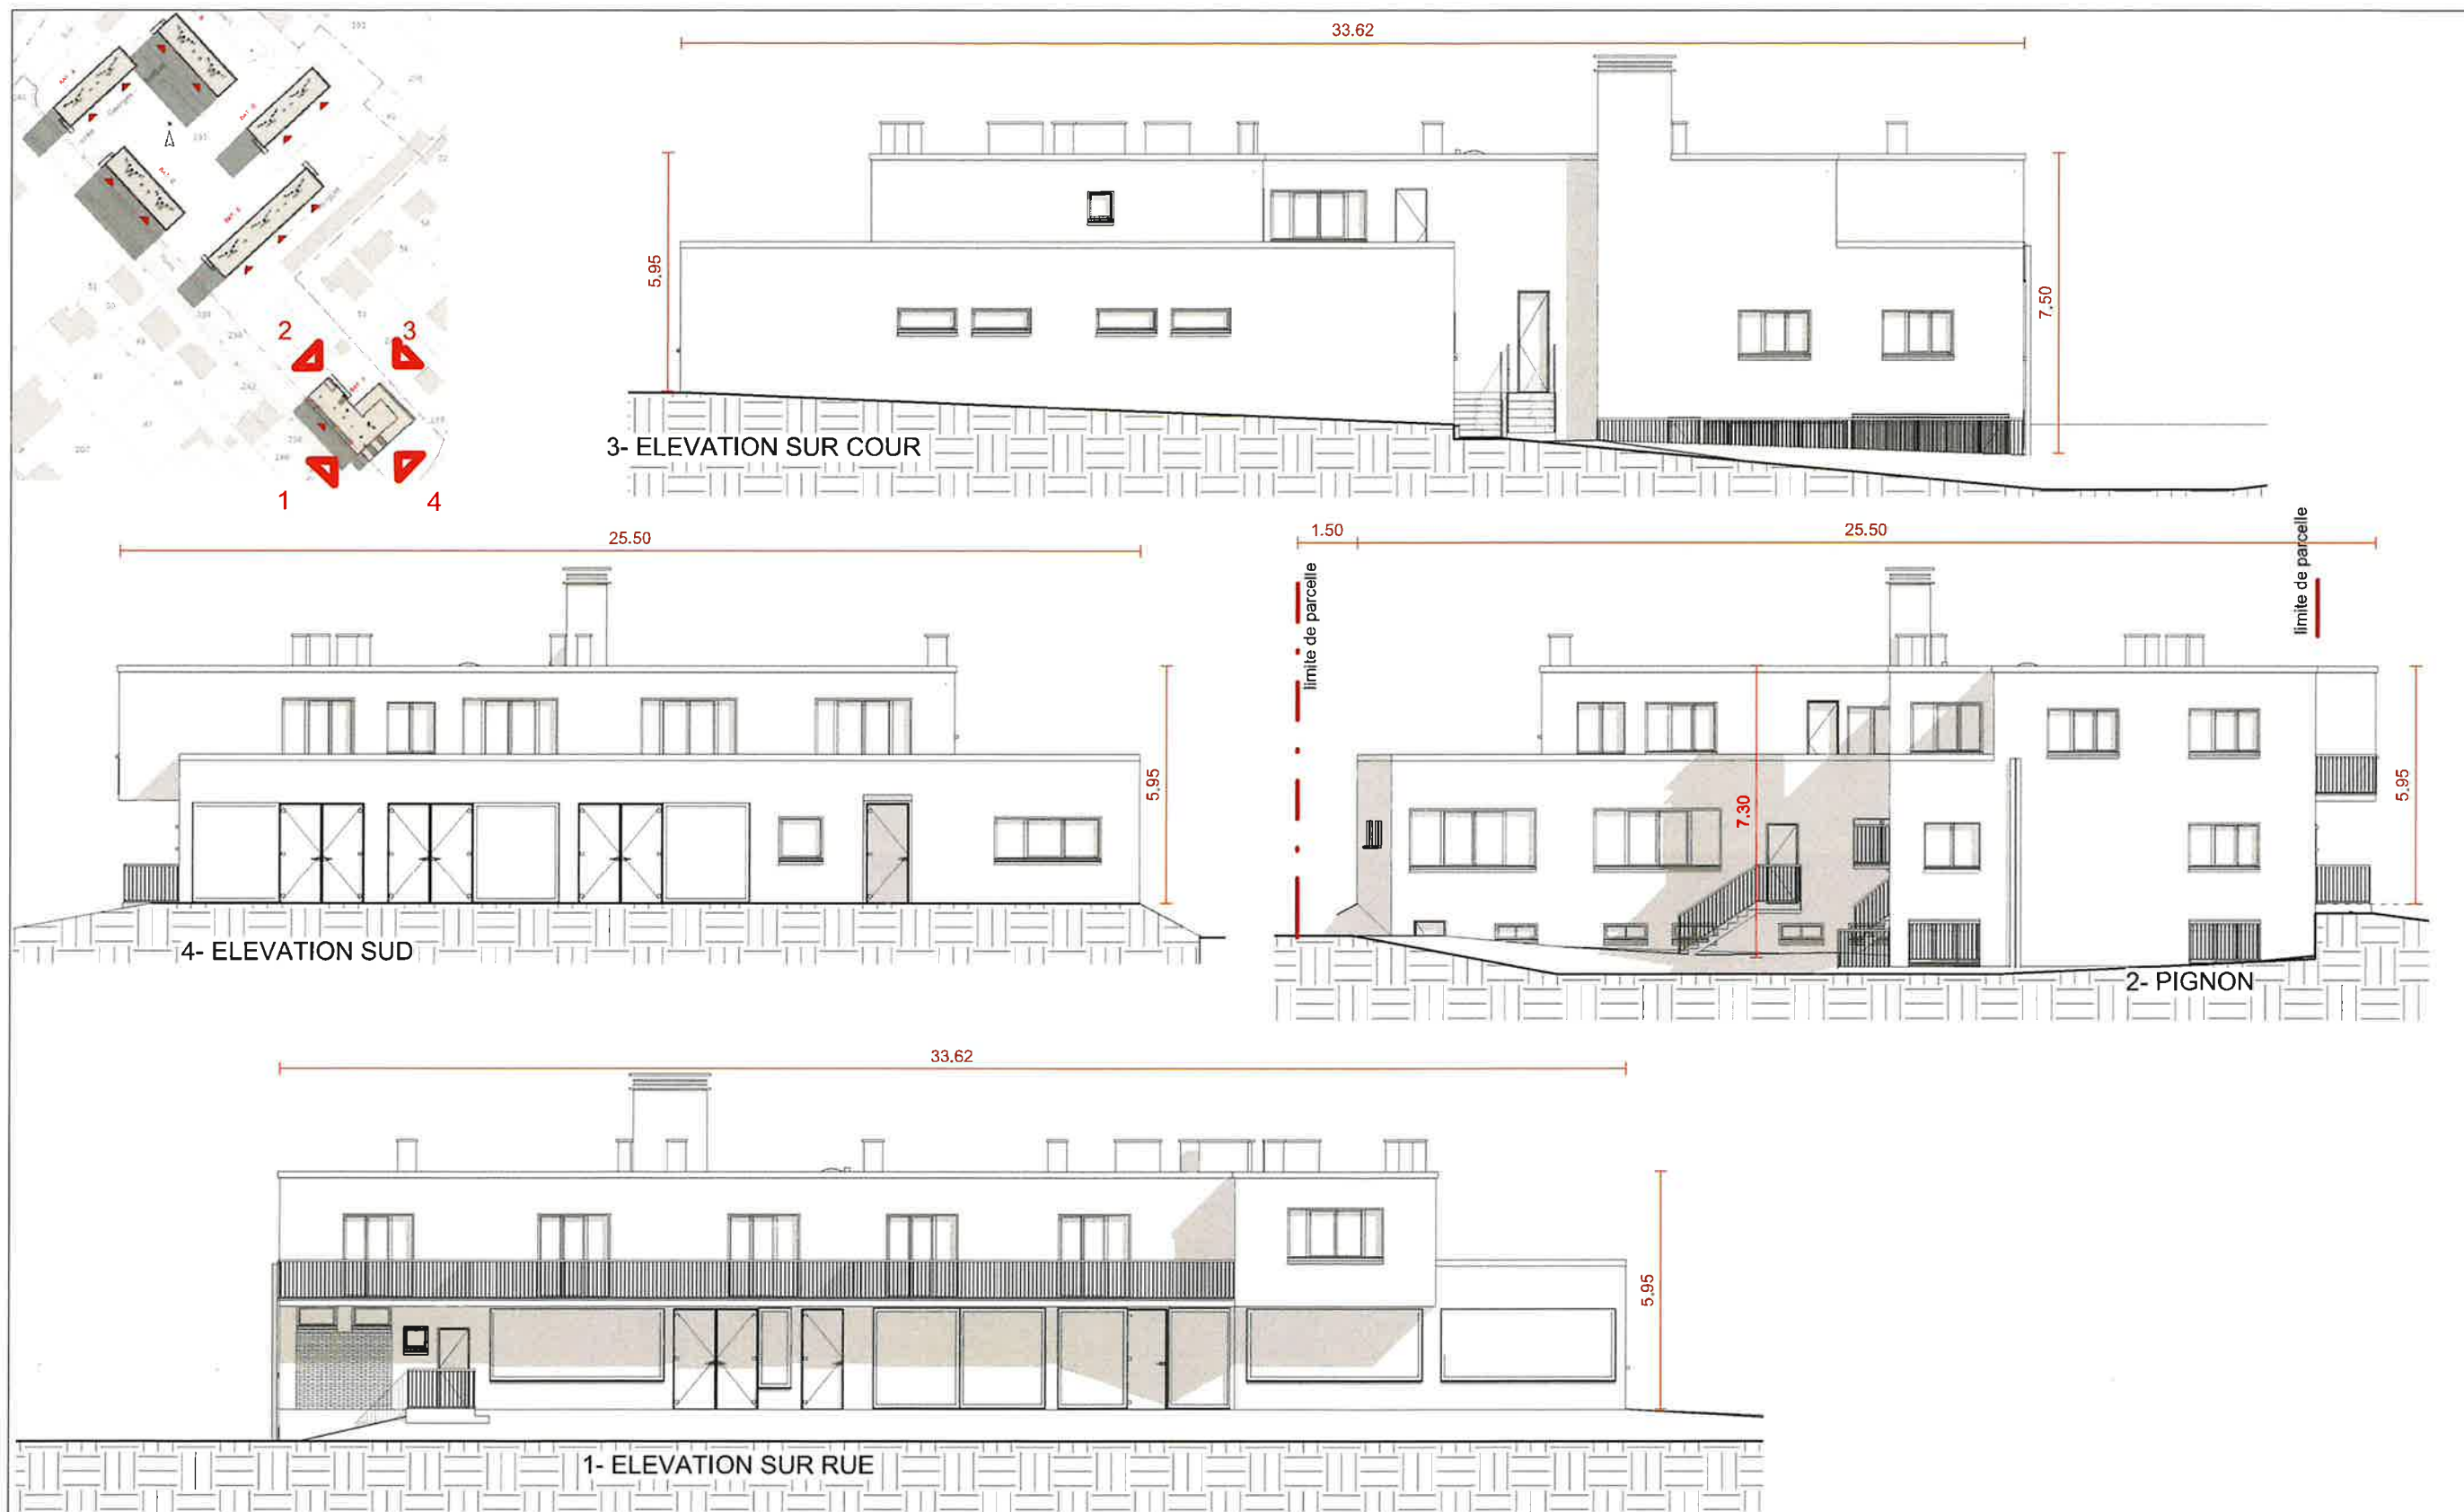 33.62
5.95
7.50
3- ELEVATION SUR COUR
2
3
1
4
25.50
5.95
4- ELEVATION SUD
1.50
25.50
limite de parcelle
limite de parcelle
7.30
5.95
2- PIGNON
33.62
5.95
1- ELEVATION SUR RUE